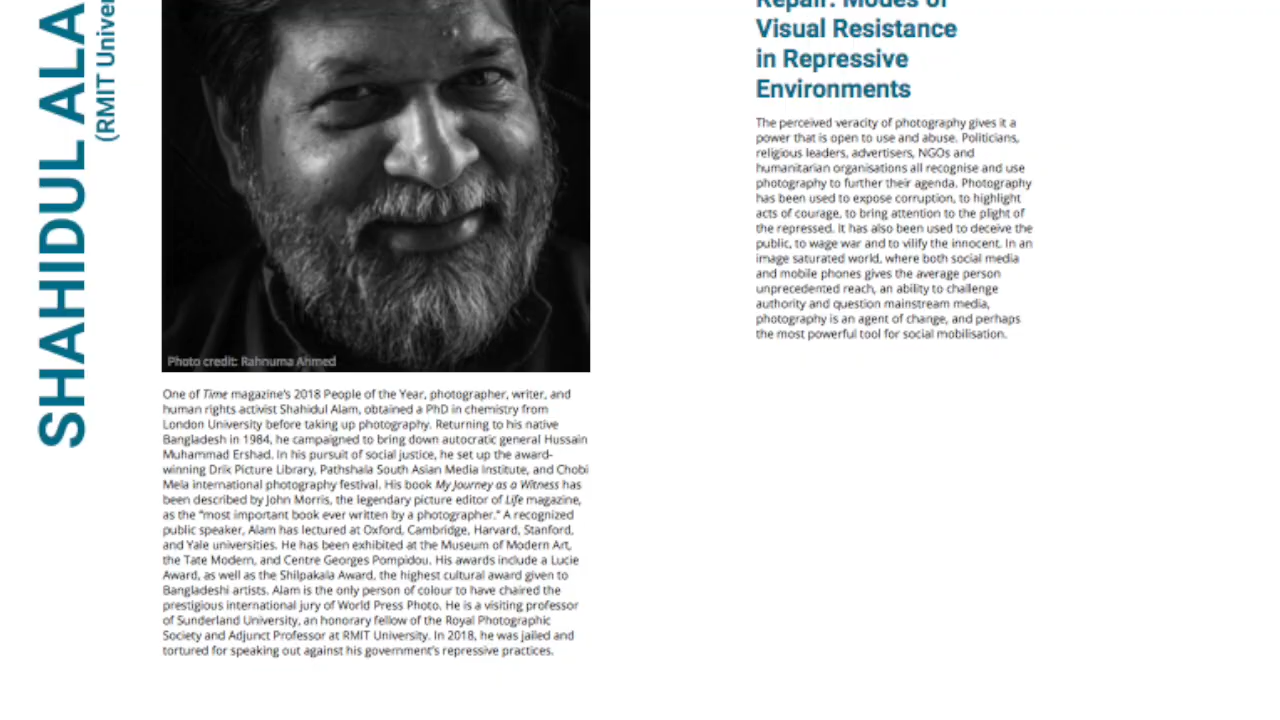 SHAHIDUL ALA
(RMIT Univer
Photo credit: Rahnuma Ahmed
One of Time magazine's 2018 People of the Year, photographer, writer, and
human rights activist Shahidul Alam, obtained a PhD in chemistry from
London University before taking up photography. Returning to his native
Bangladesh in 1984, he campaigned to bring down autocratic general Hussain
Muhammad Ershad. In his pursuit of social justice, he set up the award-
winning Drik Picture Library, Pathshala South Asian Media Institute, and Chobi
Mela international photography festival. His book My Journey as a Witness has
been described by John Morris, the legendary picture editor of Life magazine,
as the "most important book ever written by a photographer." A recognized
public speaker, Alam has lectured at Oxford, Cambridge, Harvard, Stanford,
and Yale universities. He has been exhibited at the Museum of Modern Art,
the Tate Modern, and Centre Georges Pompidou. His awards include a Lucie
Award, as well as the Shilpakala Award, the highest cultural award given to
Bangladeshi artists. Alam is the only person of colour to have chaired the
prestigious international jury of World Press Photo. He is a visiting professor
of Sunderland University, an honorary fellow of the Royal Photographic
Society and Adjunct Professor at RMIT University. In 2018, he was jailed and
tortured for speaking out against his government's repressive practices.
Repair: Modes of
Visual Resistance
in Repressive
Environments
The perceived veracity of photography gives it a
power that is open to use and abuse. Politicians,
religious leaders, advertisers, NGOs and
humanitarian organisations all recognise and use
photography to further their agenda. Photography
has been used to expose corruption, to highlight
acts of courage, to bring attention to the plight of
the repressed. It has also been used to deceive the
public, to wage war and to vilify the innocent. In an
image saturated world, where both social media
and mobile phones gives the average person
unprecedented reach, an ability to challenge
authority and question mainstream media,
photography is an agent of change, and perhaps
the most powerful tool for social mobilisation.